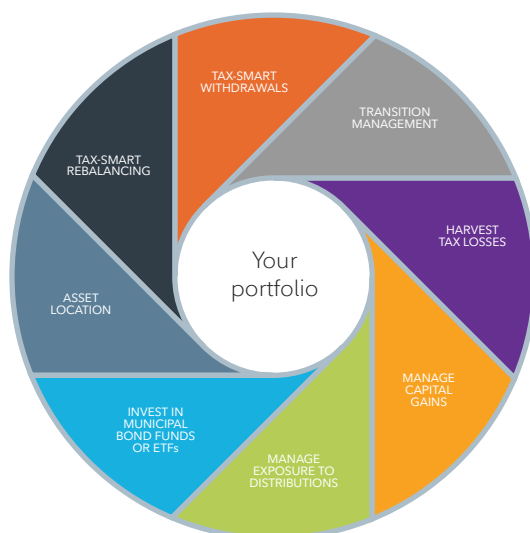 TAX-SMART
WITHDRAWALS
TRANSITION
MANAGEMENT
HARVEST
TAX LOSSES
MANAGE
CAPITAL
GAINS
MANAGE
EXPOSURE TO
DISTRIBUTIONS
INVEST IN
MUNICIPAL
BOND FUNDS
OR ETFs
ASSET
LOCATION
TAX-SMART
REBALANCING
Your
portfolio